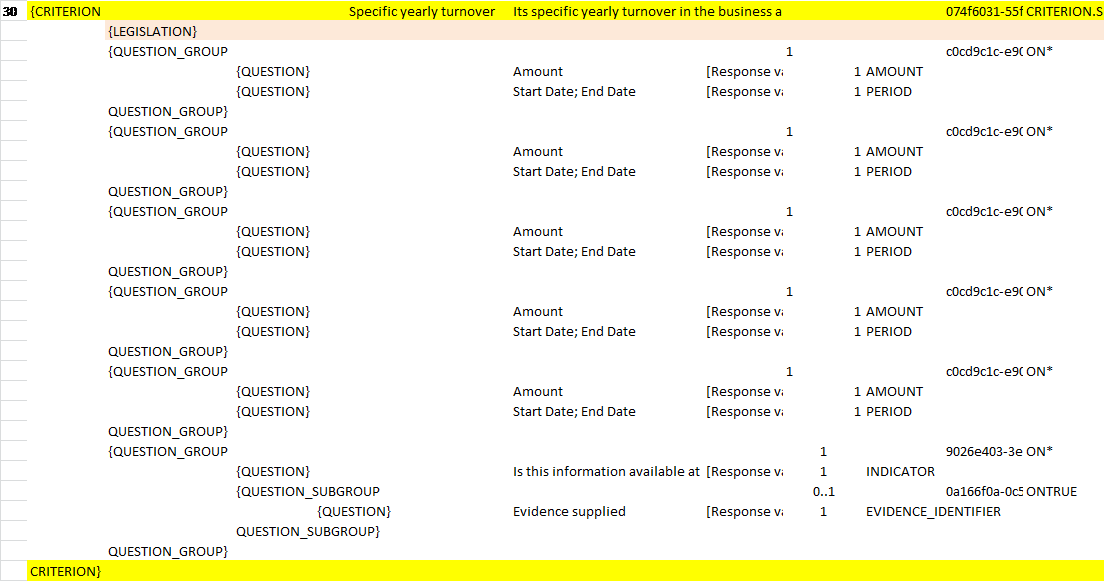 30 {CRITERION Specific yearly turnover Its specific yearly turnover in the business a 074f6031-55f CRITERION.S
{LEGISLATION}
{QUESTION_GROUP 1 c0cd9c1c-e90 ON*
{QUESTION} Amount [Response va 1 AMOUNT
{QUESTION} Start Date; End Date [Response va 1 PERIOD
QUESTION_GROUP}
{QUESTION_GROUP 1 c0cd9c1c-e90 ON*
{QUESTION} Amount [Response va 1 AMOUNT
{QUESTION} Start Date; End Date [Response va 1 PERIOD
QUESTION_GROUP}
{QUESTION_GROUP 1 c0cd9c1c-e90 ON*
{QUESTION} Amount [Response va 1 AMOUNT
{QUESTION} Start Date; End Date [Response va 1 PERIOD
QUESTION_GROUP}
{QUESTION_GROUP 1 c0cd9c1c-e90 ON*
{QUESTION} Amount [Response va 1 AMOUNT
{QUESTION} Start Date; End Date [Response va 1 PERIOD
QUESTION_GROUP}
{QUESTION_GROUP 1 c0cd9c1c-e90 ON*
{QUESTION} Amount [Response va 1 AMOUNT
{QUESTION} Start Date; End Date [Response va 1 PERIOD
QUESTION_GROUP}
{QUESTION_GROUP 1 9026e403-3e ON*
{QUESTION} Is this information available at [Response va 1 INDICATOR
{QUESTION_SUBGROUP 0..1 0a166f0a-0c5 ONTRUE
{QUESTION} Evidence supplied [Response va 1 EVIDENCE_IDENTIFIER
QUESTION_SUBGROUP}
QUESTION_GROUP}
CRITERION}